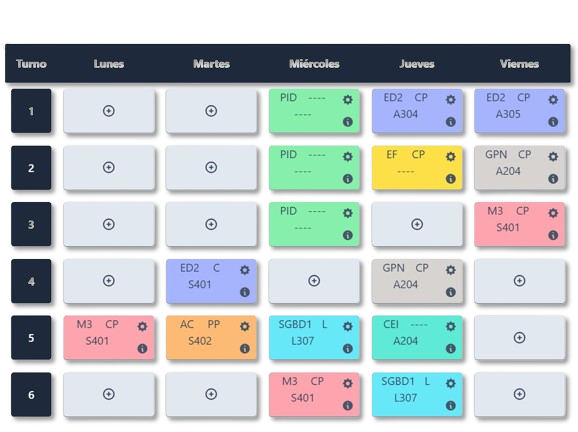 Turno Lunes Martes Miércoles Jueves Viernes
1 PID ---- ED2 CP ED2 CP
---- A304 A305
2 PID ---- EF CP GPN CP
---- ---- A204
3 PID ---- M3 CP
---- S401
4 ED2 C GPN CP
S401 A204
5 M3 CP AC PP SGBD1 L CEI ----
S401 S402 L307 A204
6 M3 CP SGBD1 L
S401 L307